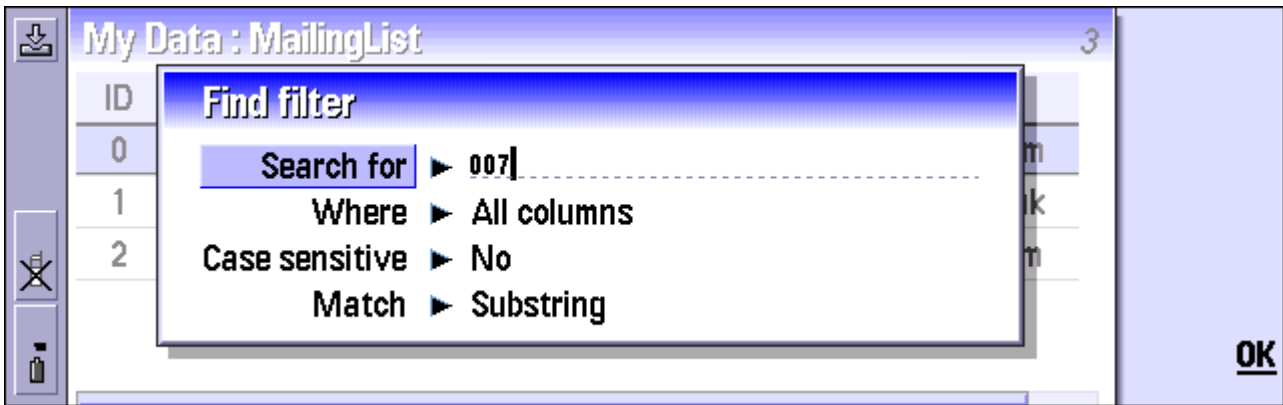 My Data : MailingList 3
ID
Find filter
0 m
Search for ► 007
1 k
Where ► All columns
2 m
Case sensitive ► No
Match ► Substring
OK